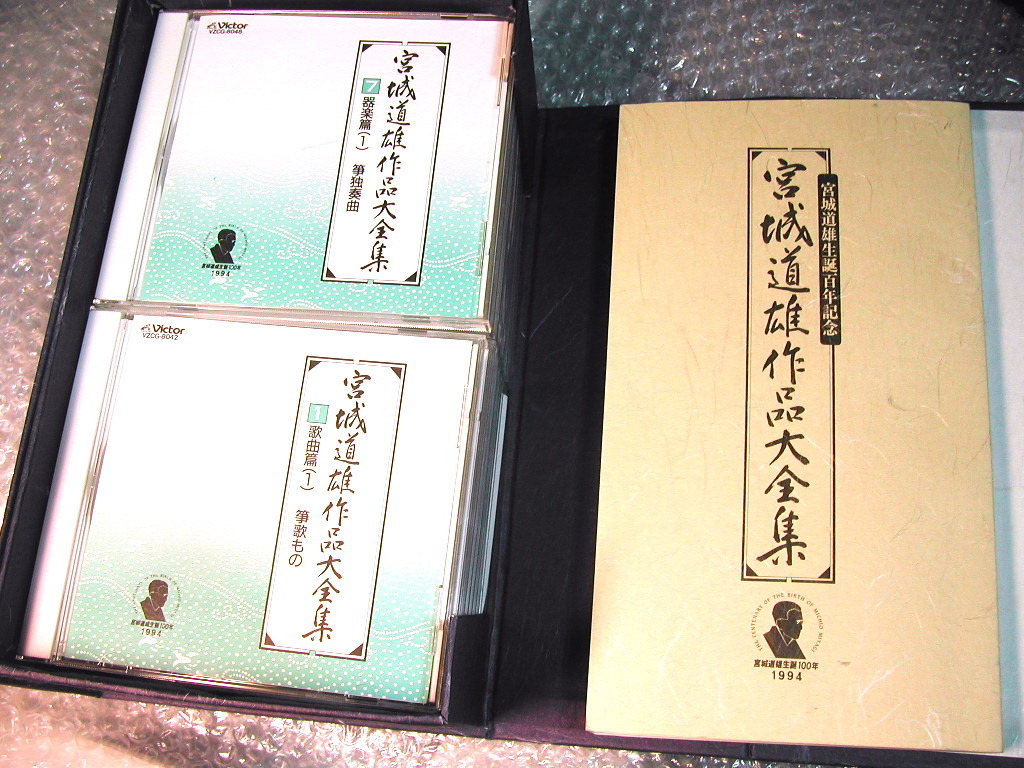 Victor
VZCG-8048
宮城道雄作品大全集
7 器楽篇(1) 箏独奏曲
宮城道雄生誕100年
1994
Victor
VZCG-8042
宮城道雄作品大全集
1 歌曲篇(1) 箏歌もの
宮城道雄生誕100年
1994
宮城道雄生誕百年記念
宮城道雄作品大全集
THE CENTENARY OF THE BIRTH OF MICHIO MIYAGI
宮城道雄生誕100年
1994